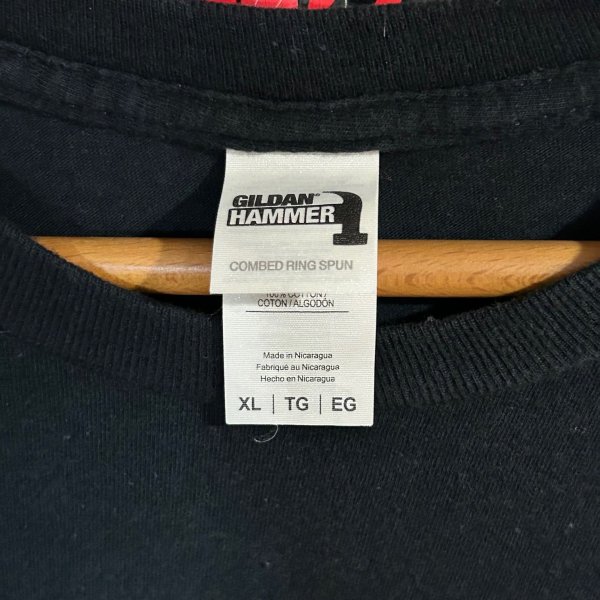 GILDAN®
HAMMER
COMBED RING SPUN
100% COTTON /
COTON / ALGODÓN
Made in Nicaragua
Fabriqué au Nicaragua
Hecho en Nicaragua
XL | TG | EG